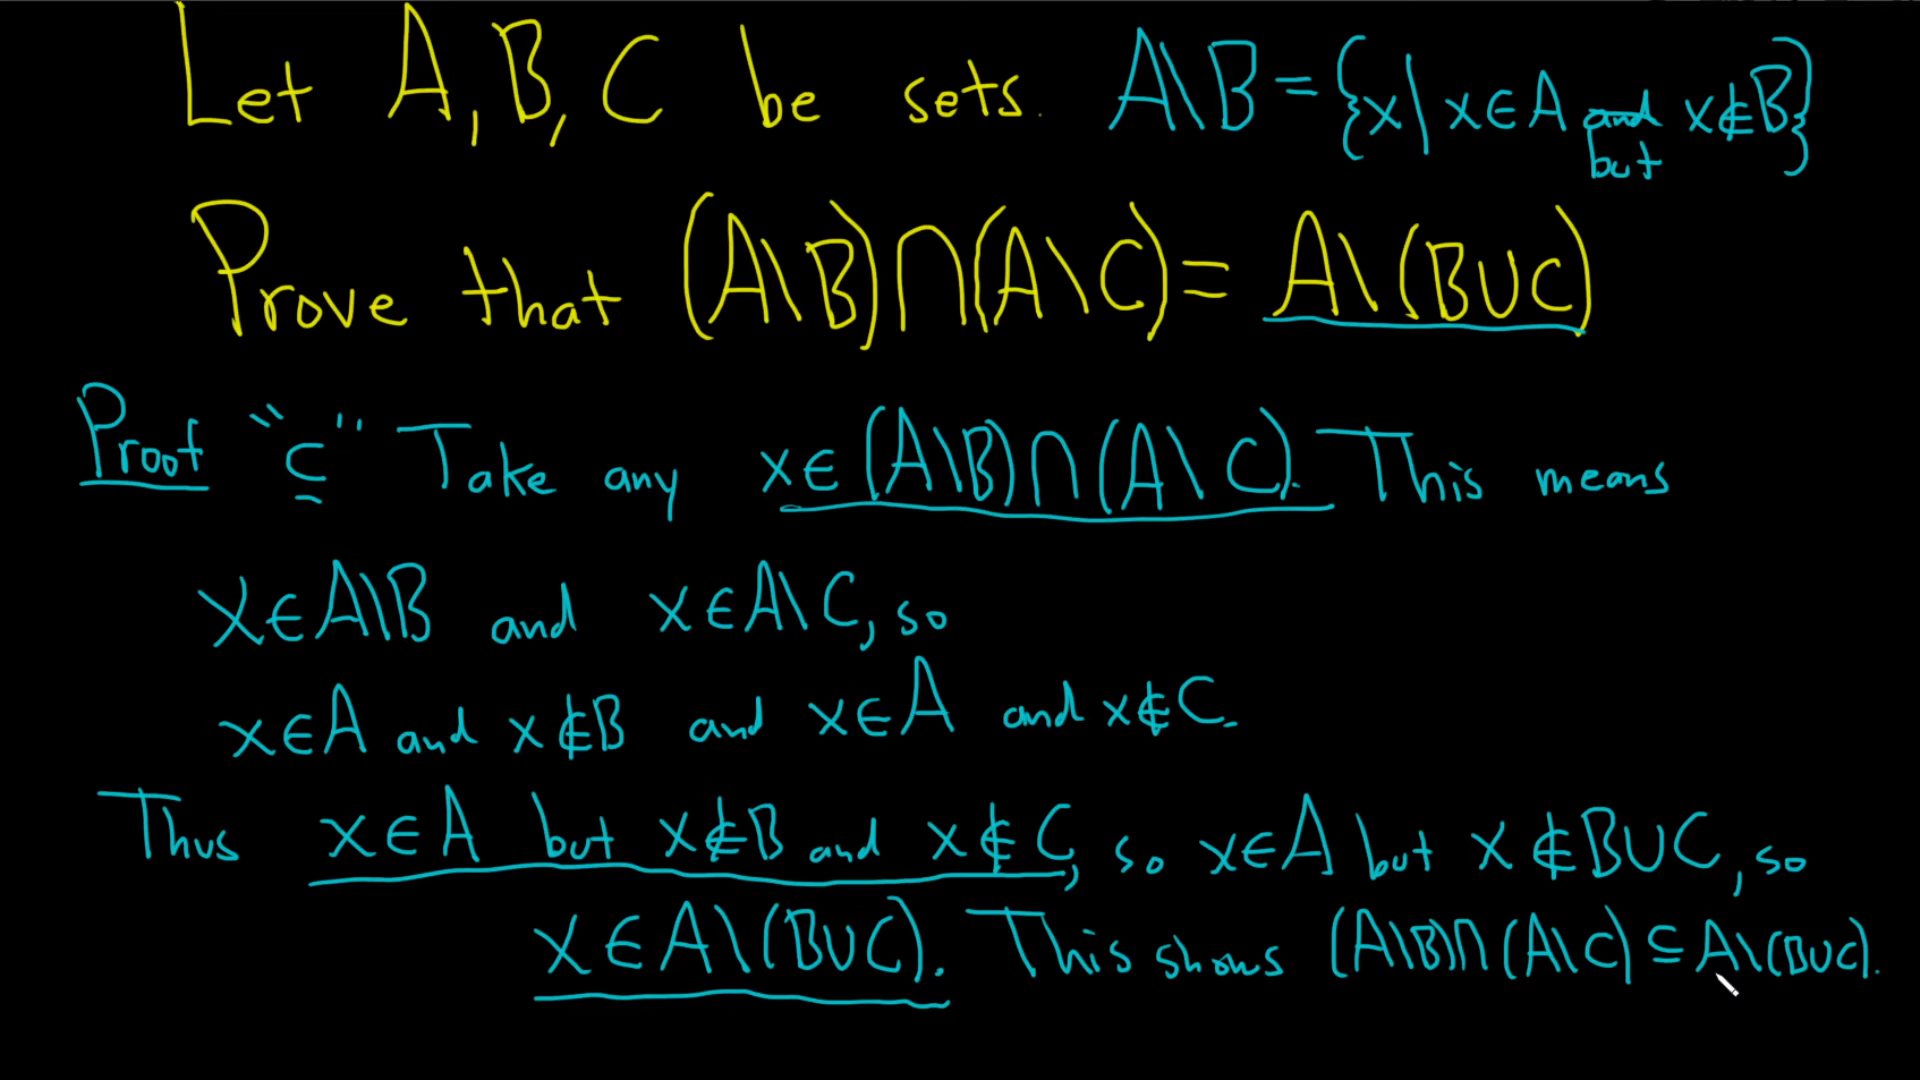 Let A, B, C be sets. A\B = {x | x∈A and but x∉B}
Prove that (A\B)∩(A\C) = A\(B∪C)
Proof "⊆" Take any x∈(A\B)∩(A\C). This means
x∈A\B and x∈A\C, so
x∈A and x∉B and x∈A and x∉C.
Thus x∈A but x∉B and x∉C, so x∈A but x∉B∪C, so
x∈A\(B∪C). This shows (A\B)∩(A\C) ⊆ A\(B∪C).